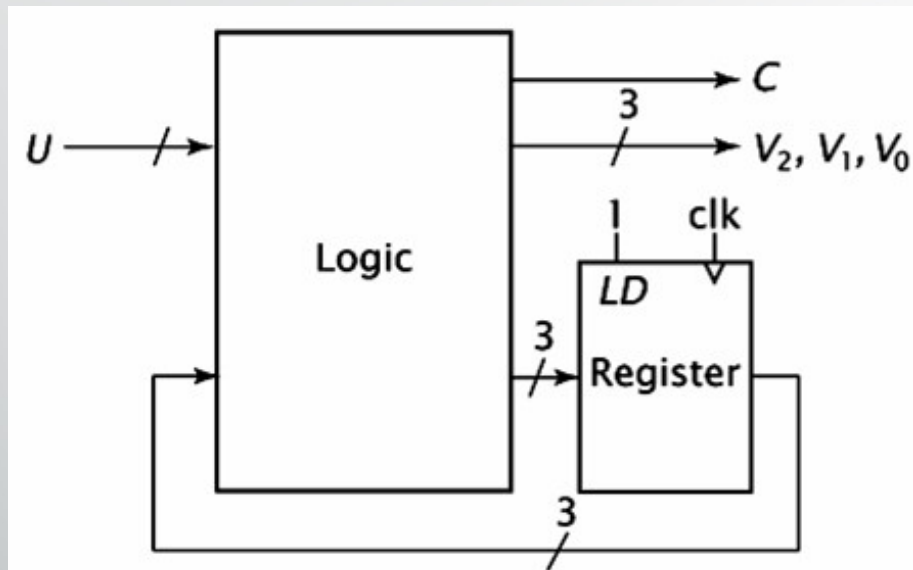 C
3
U
V₂, V₁, V₀
1 clk
Logic
LD
3
Register
3